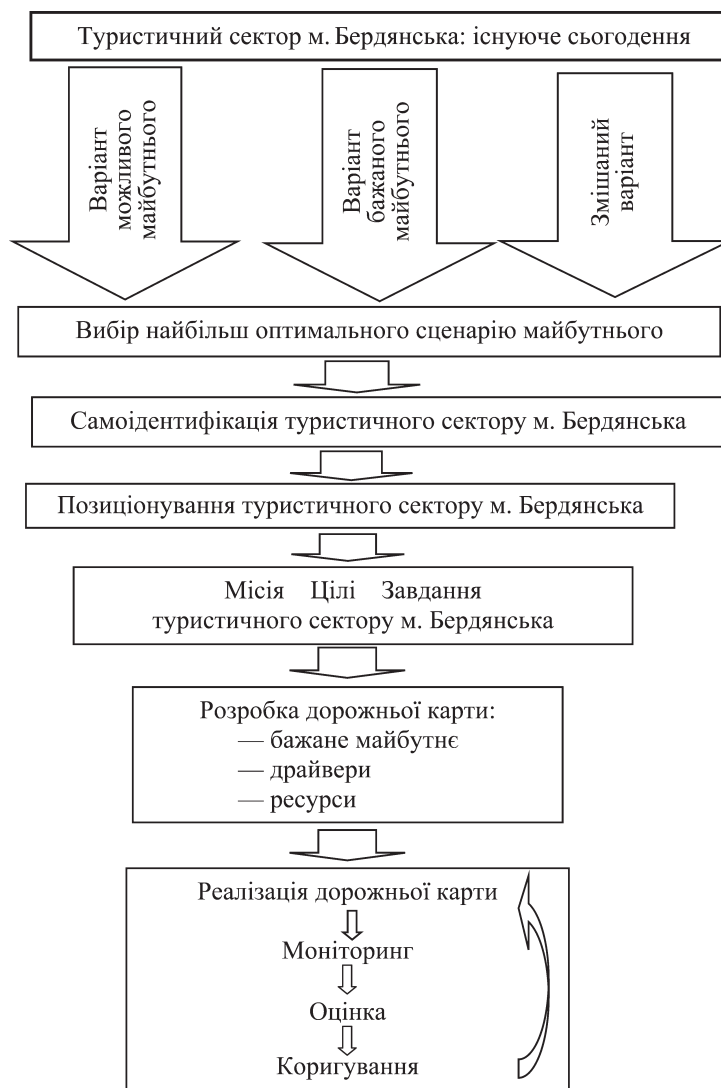 Туристичний сектор м. Бердянська: існуюче сьогодення
Варіант
можливого
майбутнього
Варіант
бажаного
майбутнього
Змішаний
варіант
Вибір найбільш оптимального сценарію майбутнього
Самоідентифікація туристичного сектору м. Бердянська
Позиціонування туристичного сектору м. Бердянська
Місія Цілі Завдання
туристичного сектору м. Бердянська
Розробка дорожньої карти:
— бажане майбутнє
— драйвери
— ресурси
Реалізація дорожньої карти
Моніторинг
Оцінка
Коригування